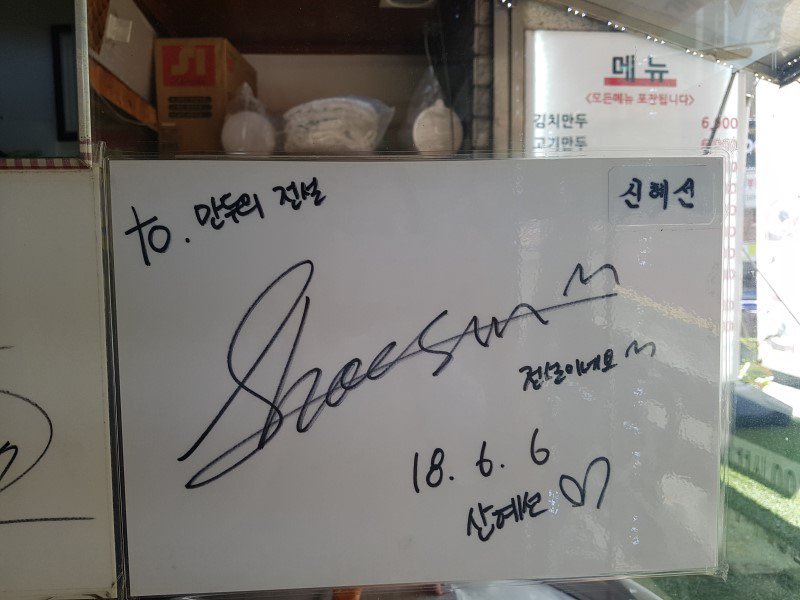 메뉴
<모든메뉴 포장됩니다>
김치만두 6,900
고기만두
신혜선
to. 만두의 전설
전설이네요
18. 6. 6
신혜선